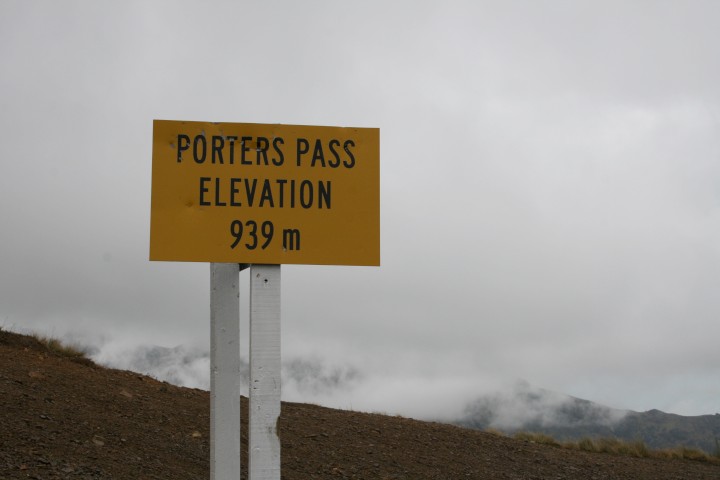 PORTERS PASS
ELEVATION
939 m